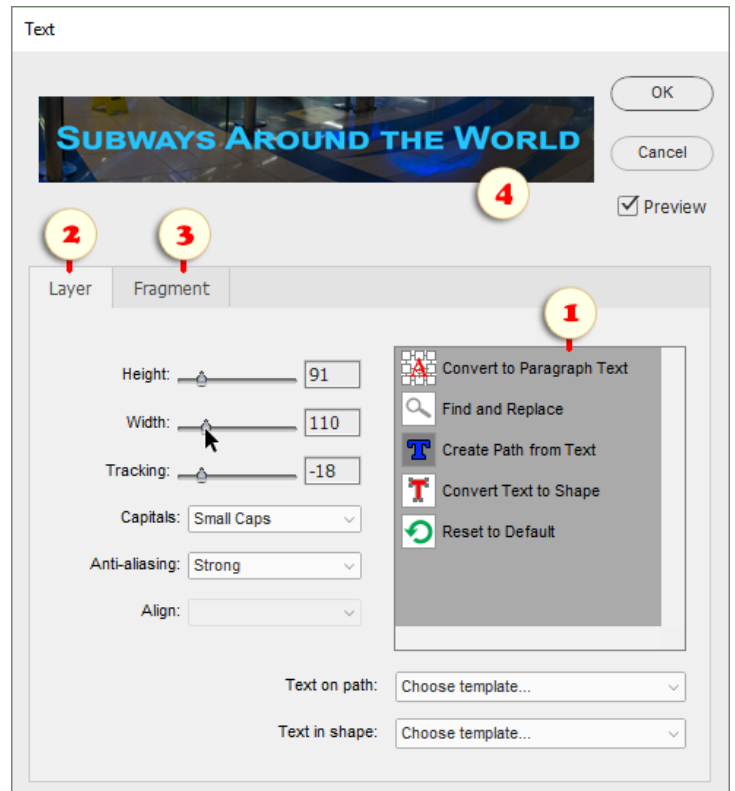 Text
OK
SUBWAYS AROUND THE WORLD
Cancel
4
Preview
2
3
Layer
Fragment
1
Height:
91
Convert to Paragraph Text
Find and Replace
Width:
110
Create Path from Text
Tracking:
-18
Convert Text to Shape
Capitals:
Small Caps
Reset to Default
Anti-aliasing:
Strong
Align:
Text on path:
Choose template...
Text in shape:
Choose template...